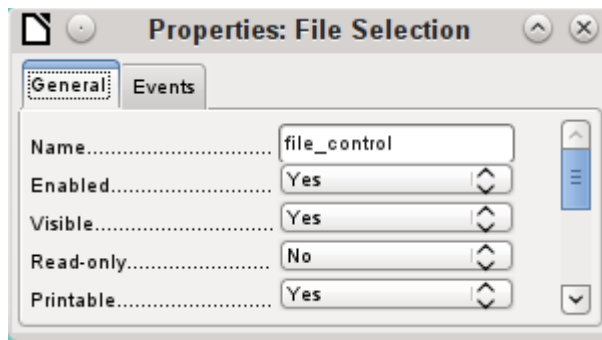 Properties: File Selection
General Events
Name............................ file_control
Enabled........................... Yes
Visible............................ Yes
Read-only...................... No
Printable........................ Yes